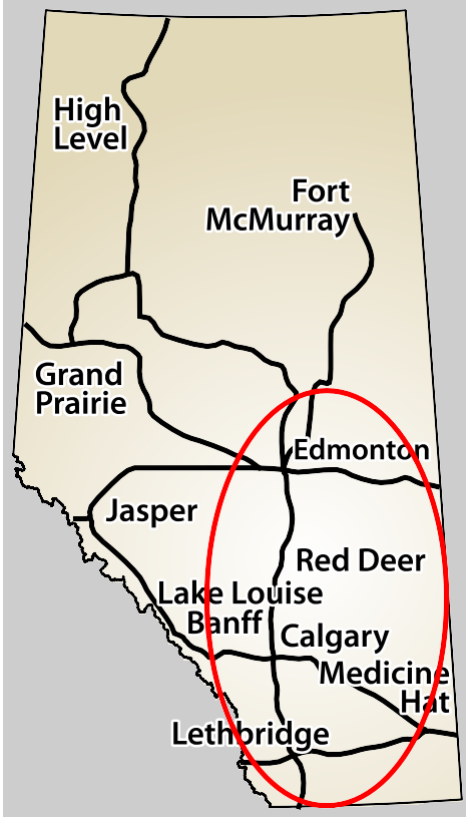 High
Level
Fort
McMurray
Grand
Prairie
Edmonton
Jasper
Red Deer
Lake Louise
Banff
Calgary
Medicine
Hat
Lethbridge